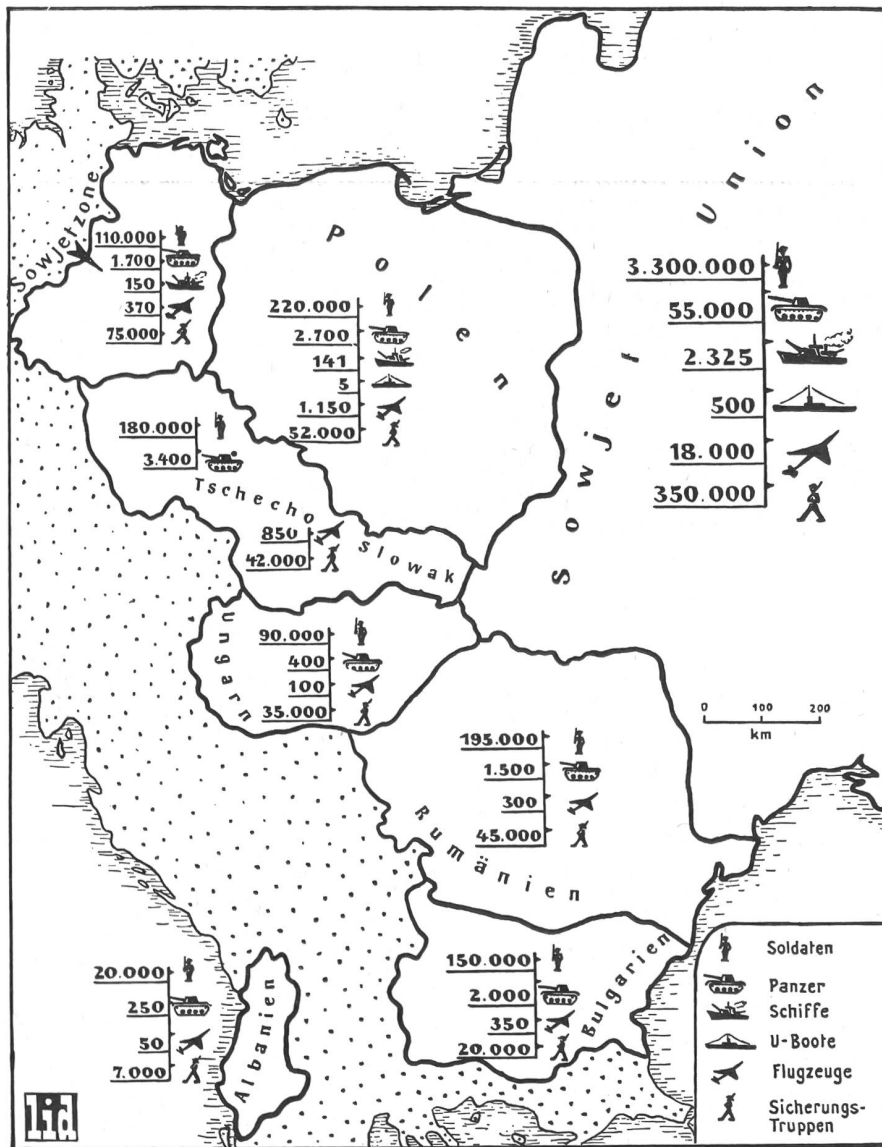 Sowjet Union
3.300.000
55.000
2.325
500
18.000
350.000
Sowjetzone
110.000
1.700
150
370
75.000
Polen
220.000
2.700
141
5
1.150
52.000
Tschecho slowak
180.000
3.400
850
42.000
Ungarn
90.000
400
100
35.000
0 100 200
km
Rumänien
195.000
1.500
300
45.000
Bulgarien
150.000
2.000
350
20.000
Albanien
20.000
250
50
7.000
Soldaten
Panzer
Schiffe
U-Boote
Flugzeuge
Sicherungs-
Truppen
lid